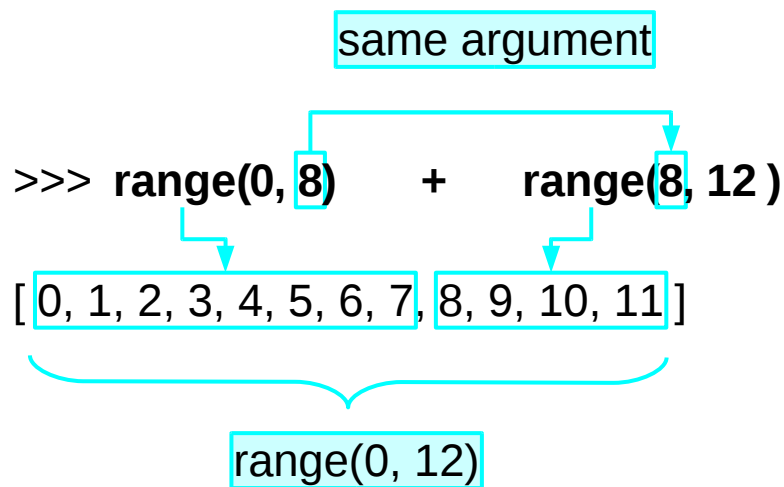 same argument
>>> range(0, 8) + range(8, 12 )
[ 0, 1, 2, 3, 4, 5, 6, 7, 8, 9, 10, 11 ]
range(0, 12)